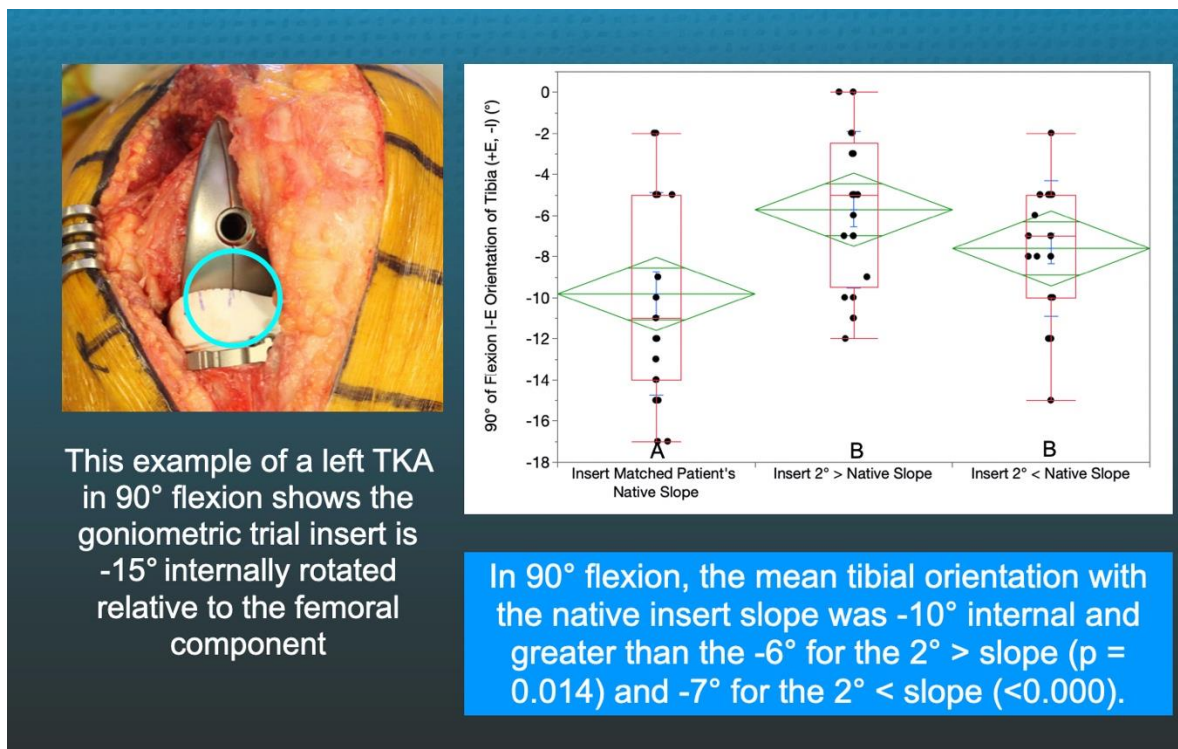 This example of a left TKA
in 90° flexion shows the
goniometric trial insert is
-15° internally rotated
relative to the femoral
component
90° of Flexion I-E Orientation of Tibia (+E, -I) (°)
0
-2
-4
-6
-8
-10
-12
-14
-16
-18
A
B
B
Insert Matched Patient's
Native Slope
Insert 2° > Native Slope
Insert 2° < Native Slope
In 90° flexion, the mean tibial orientation with
the native insert slope was -10° internal and
greater than the -6° for the 2° > slope (p =
0.014) and -7° for the 2° < slope (<0.000).